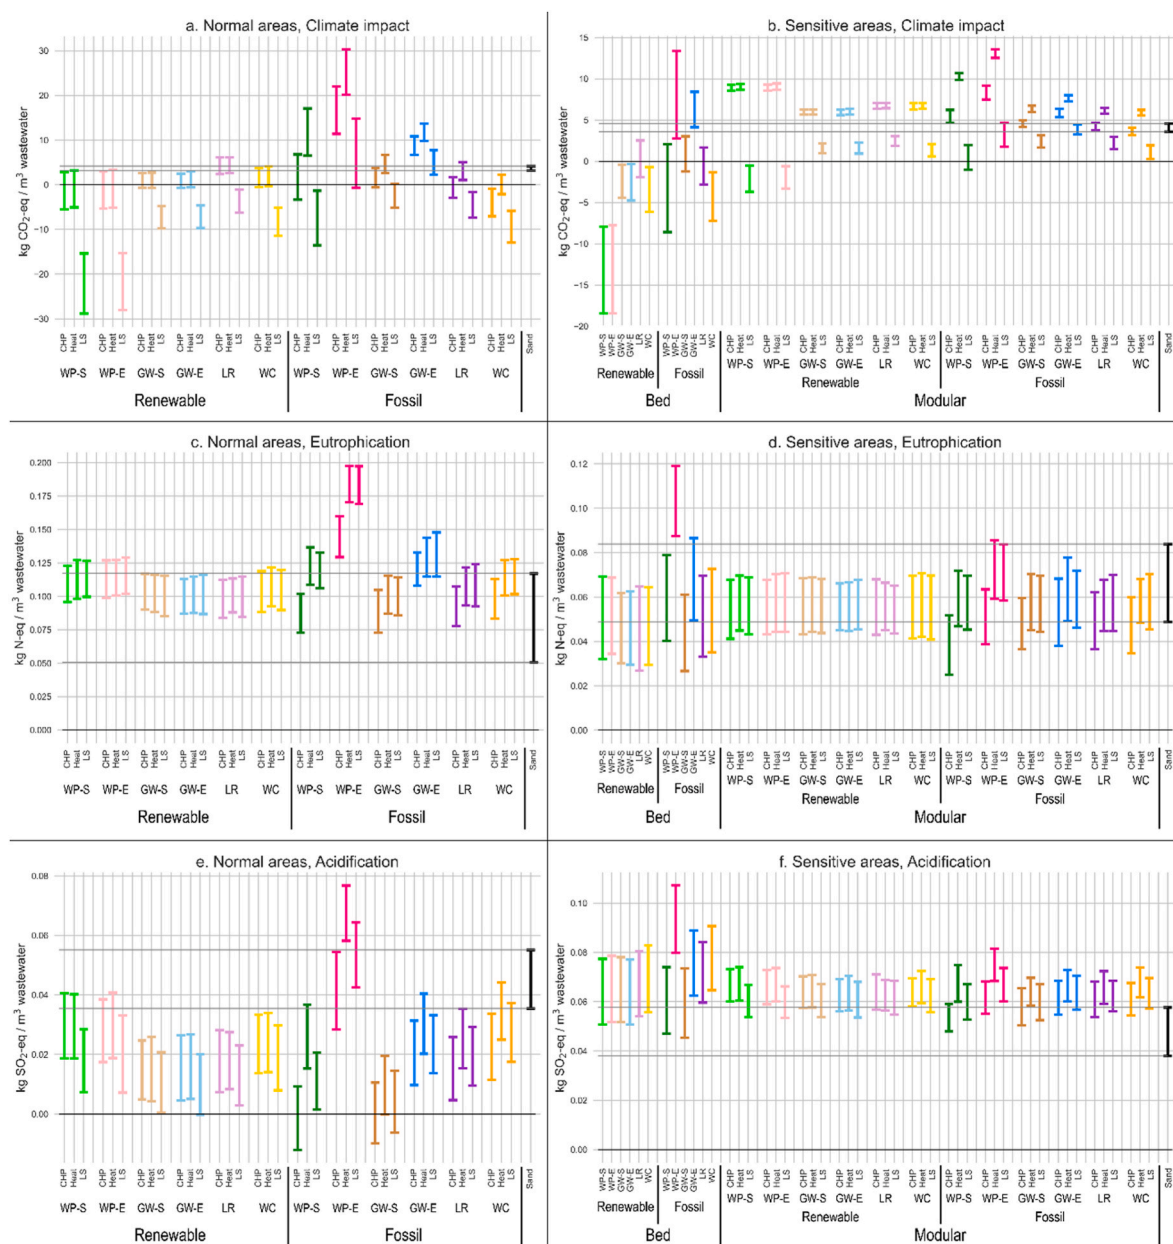 a. Normal areas, Climate impact
kg CO2-eq / m3 wastewater
30
20
10
0
−10
−20
−30
CHP Heat LS CHP Heat LS CHP Heat LS CHP Heat LS CHP Heat LS CHP Heat LS CHP Heat LS CHP Heat LS CHP Heat LS CHP Heat LS CHP Heat LS Sand
WP-S WP-E GW-S GW-E LR WC WP-S WP-E GW-S GW-E LR WC
Renewable Fossil
b. Sensitive areas, Climate impact
kg CO2-eq / m3 wastewater
15
10
5
0
−5
−10
−15
−20
WP-S WP-E GW-S GW-E LR WC WP-S WP-E GW-S GW-E LR WC CHP Heat LS CHP Heat LS CHP Heat LS CHP Heat LS CHP Heat LS CHP Heat LS CHP Heat LS CHP Heat LS CHP Heat LS CHP Heat LS CHP Heat LS CHP Heat LS Sand
WP-S WP-E GW-S GW-E LR WC WP-S WP-E GW-S GW-E LR WC
Renewable Fossil Renewable Fossil
Bed Modular
c. Normal areas, Eutrophication
kg N-eq / m3 wastewater
0.200
0.175
0.150
0.125
0.100
0.075
0.050
0.025
0.000
CHP Heat LS CHP Heat LS CHP Heat LS CHP Heat LS CHP Heat LS CHP Heat LS CHP Heat LS CHP Heat LS CHP Heat LS CHP Heat LS CHP Heat LS CHP Heat LS Sand
WP-S WP-E GW-S GW-E LR WC WP-S WP-E GW-S GW-E LR WC
Renewable Fossil
d. Sensitive areas, Eutrophication
kg N-eq / m3 wastewater
0.12
0.10
0.08
0.06
0.04
0.02
0.00
WP-S WP-E GW-S GW-E LR WC WP-S WP-E GW-S GW-E LR WC CHP Heat LS CHP Heat LS CHP Heat LS CHP Heat LS CHP Heat LS CHP Heat LS CHP Heat LS CHP Heat LS CHP Heat LS CHP Heat LS CHP Heat LS CHP Heat LS Sand
WP-S WP-E GW-S GW-E LR WC WP-S WP-E GW-S GW-E LR WC
Renewable Fossil Renewable Fossil
Bed Modular
e. Normal areas, Acidification
kg SO2-eq / m3 wastewater
0.08
0.06
0.04
0.02
0.00
CHP Heat LS CHP Heat LS CHP Heat LS CHP Heat LS CHP Heat LS CHP Heat LS CHP Heat LS CHP Heat LS CHP Heat LS CHP Heat LS CHP Heat LS CHP Heat LS Sand
WP-S WP-E GW-S GW-E LR WC WP-S WP-E GW-S GW-E LR WC
Renewable Fossil
f. Sensitive areas, Acidification
kg SO2-eq / m3 wastewater
0.10
0.08
0.06
0.04
0.02
0.00
WP-S WP-E GW-S GW-E LR WC WP-S WP-E GW-S GW-E LR WC CHP Heat LS CHP Heat LS CHP Heat LS CHP Heat LS CHP Heat LS CHP Heat LS CHP Heat LS CHP Heat LS CHP Heat LS CHP Heat LS CHP Heat LS CHP Heat LS Sand
WP-S WP-E GW-S GW-E LR WC WP-S WP-E GW-S GW-E LR WC
Renewable Fossil Renewable Fossil
Bed Modular